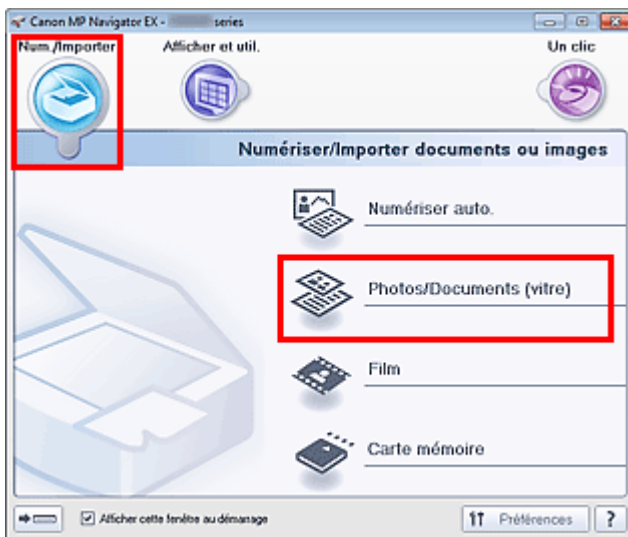 Canon MP Navigator EX - series
Num./Importer
Afficher et util.
Un clic
Numériser/Importer documents ou images
Numériser auto.
Photos/Documents (vitre)
Film
Carte mémoire
Afficher cette fenêtre au démarrage
Préférences
?